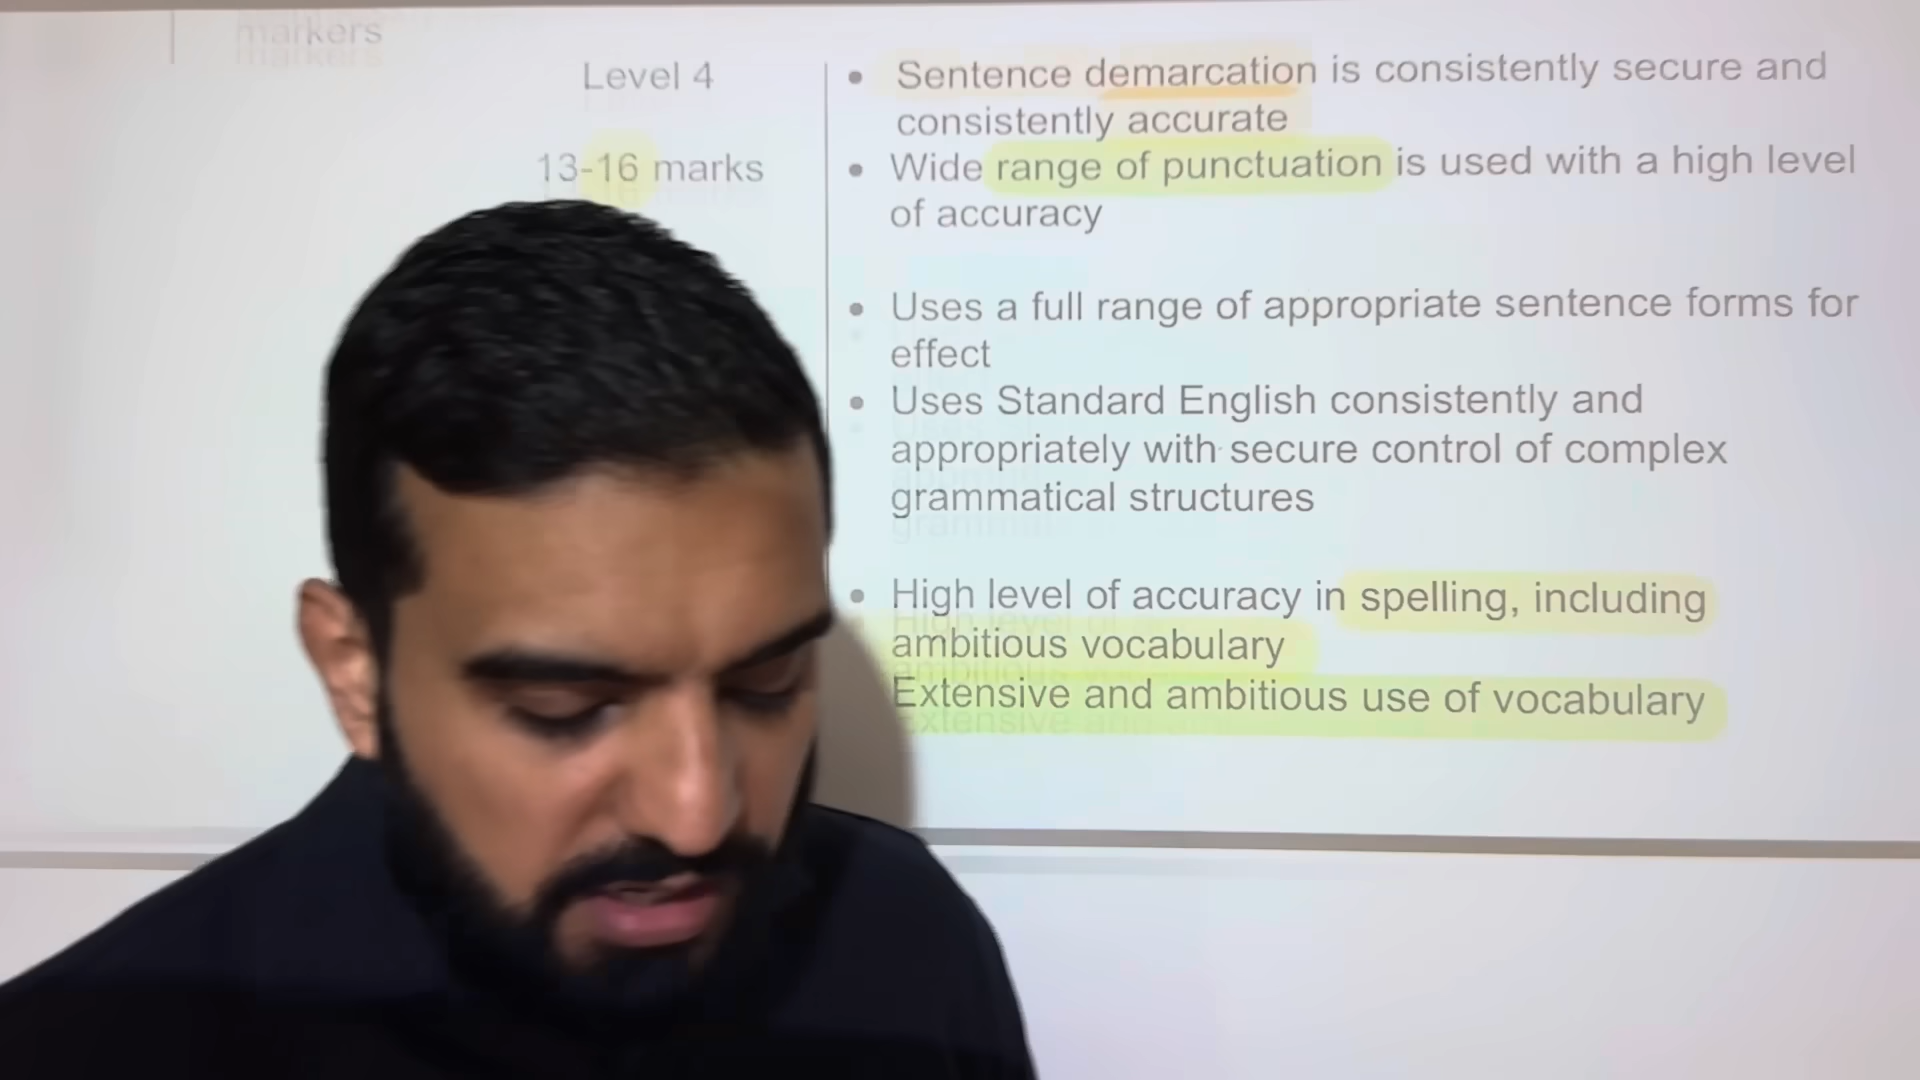 markers
Level 4
13-16 marks
• Sentence demarcation is consistently secure and
consistently accurate
• Wide range of punctuation is used with a high level
of accuracy
• Uses a full range of appropriate sentence forms for
effect
• Uses Standard English consistently and
appropriately with secure control of complex
grammatical structures
• High level of accuracy in spelling, including
ambitious vocabulary
Extensive and ambitious use of vocabulary